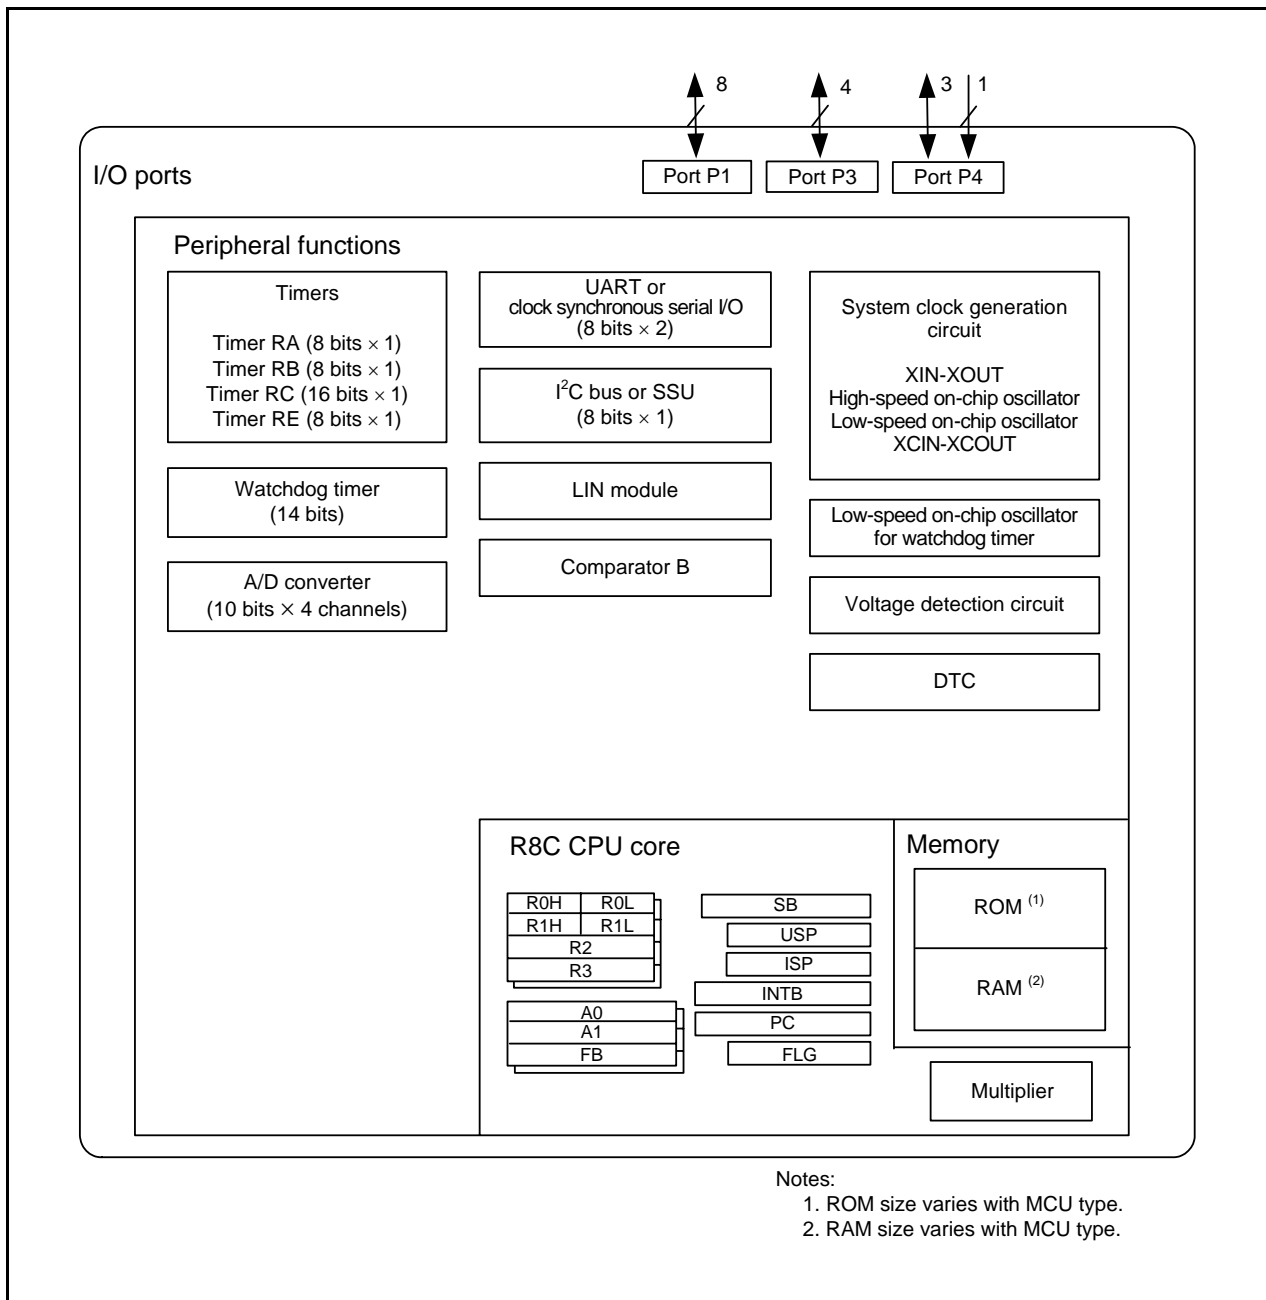 8
4
3
1
I/O ports
Port P1
Port P3
Port P4
Peripheral functions
Timers
Timer RA (8 bits × 1)
Timer RB (8 bits × 1)
Timer RC (16 bits × 1)
Timer RE (8 bits × 1)
Watchdog timer
(14 bits)
A/D converter
(10 bits × 4 channels)
UART or
clock synchronous serial I/O
(8 bits × 2)
I²C bus or SSU
(8 bits × 1)
LIN module
Comparator B
System clock generation
circuit
XIN-XOUT
High-speed on-chip oscillator
Low-speed on-chip oscillator
XCIN-XCOUT
Low-speed on-chip oscillator
for watchdog timer
Voltage detection circuit
DTC
R8C CPU core
R0H R0L
R1H R1L
R2
R3
A0
A1
FB
SB
USP
ISP
INTB
PC
FLG
Memory
ROM (1)
RAM (2)
Multiplier
Notes:
1. ROM size varies with MCU type.
2. RAM size varies with MCU type.